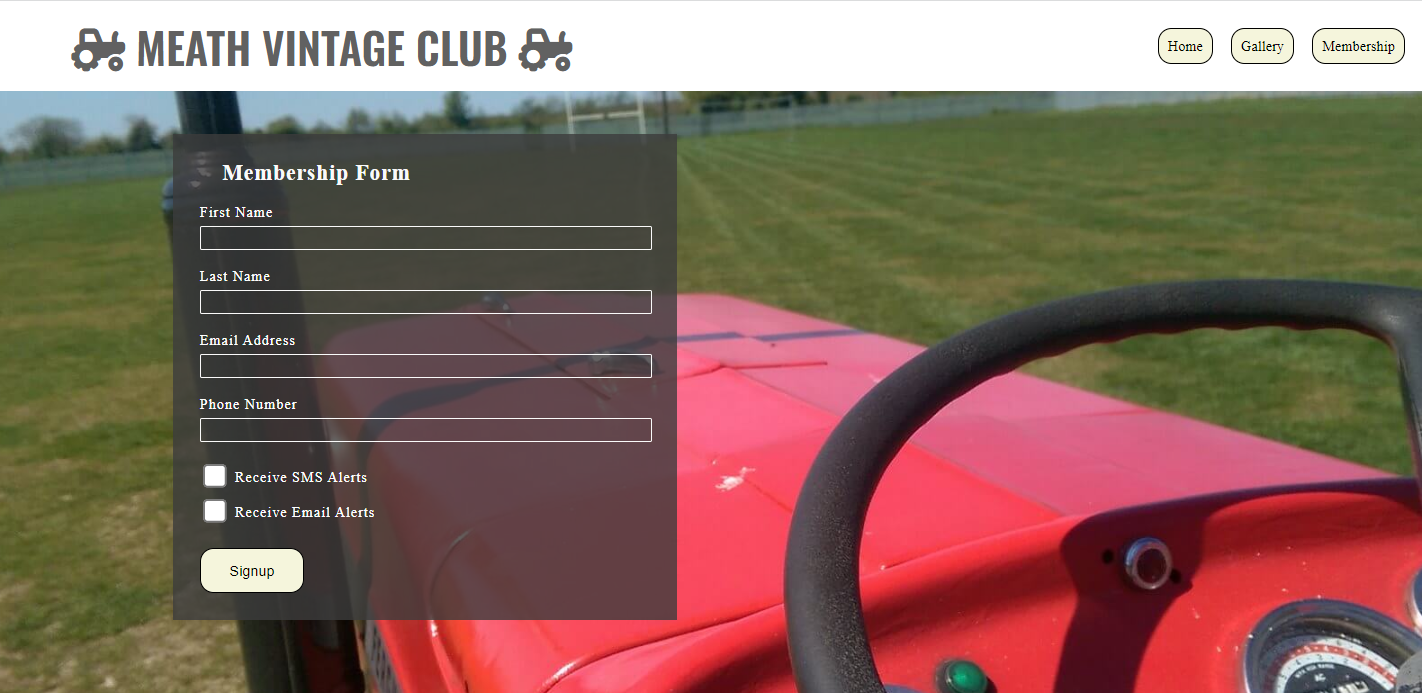 MEATH VINTAGE CLUB
Home
Gallery
Membership
Membership Form
First Name
Last Name
Email Address
Phone Number
Receive SMS Alerts
Receive Email Alerts
Signup